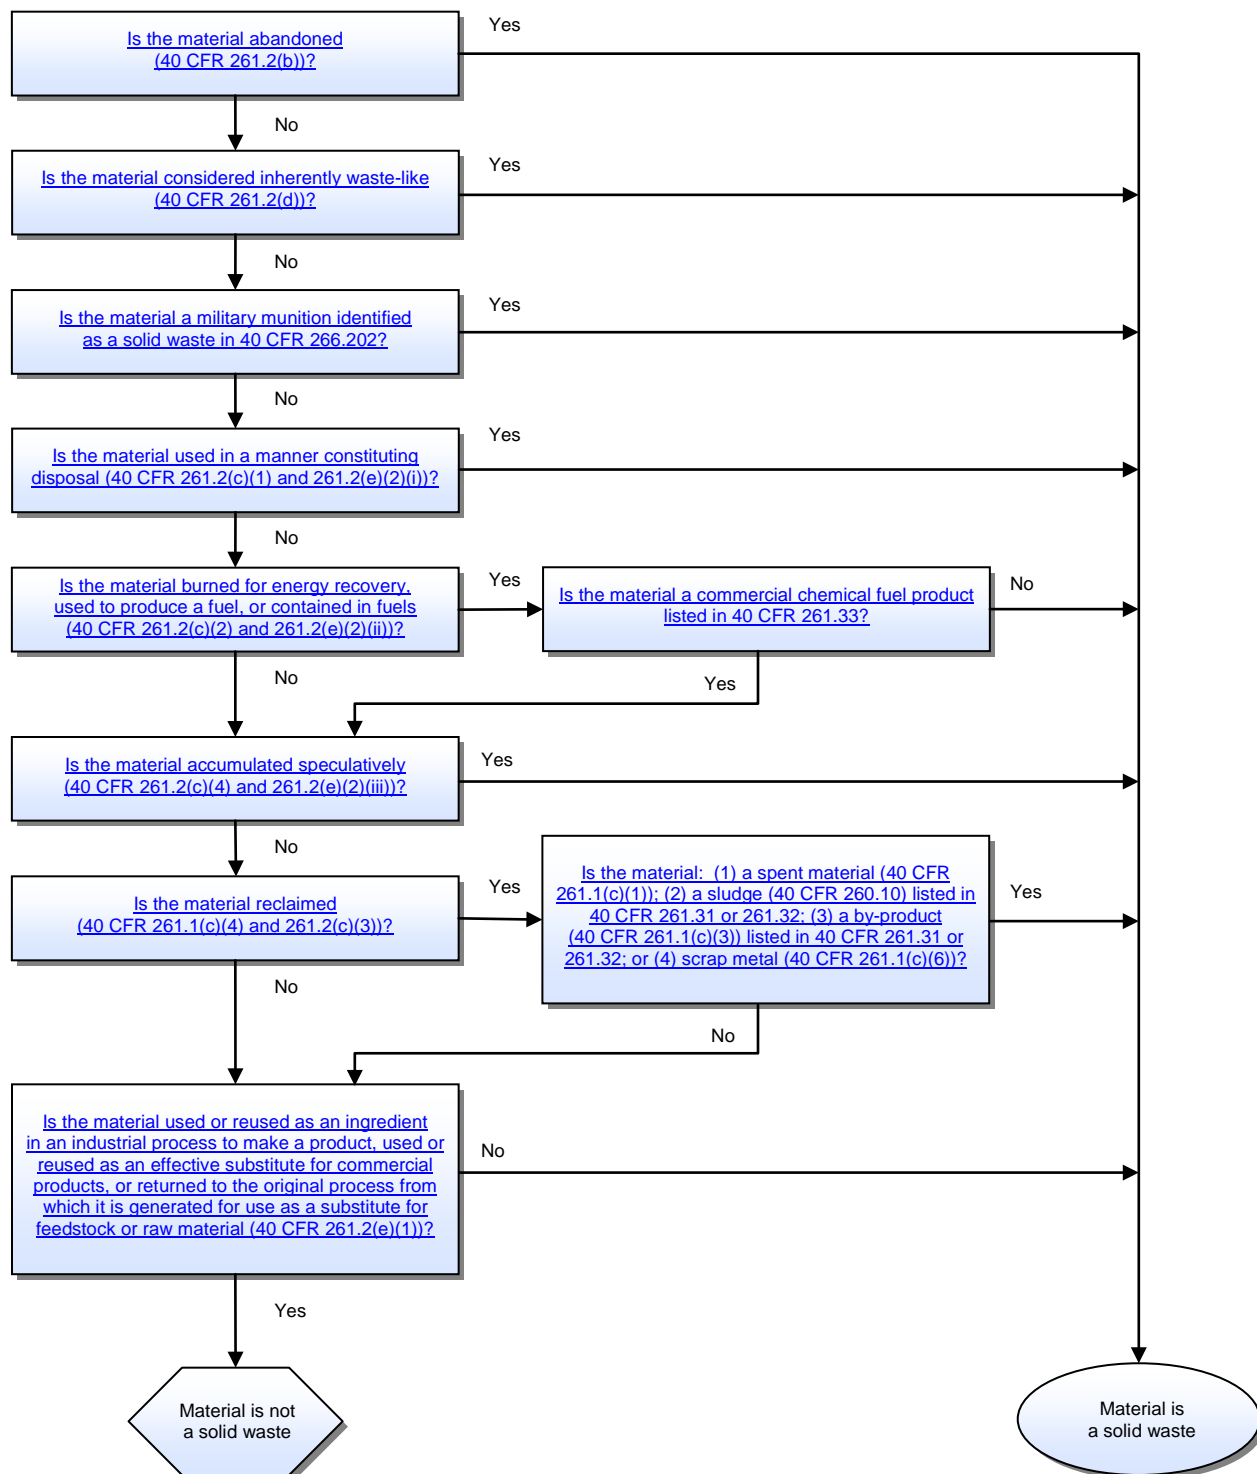 Is the material abandoned
(40 CFR 261.2(b))?
Yes
No
Is the material considered inherently waste-like
(40 CFR 261.2(d))?
Yes
No
Is the material a military munition identified
as a solid waste in 40 CFR 266.202?
Yes
No
Is the material used in a manner constituting
disposal (40 CFR 261.2(c)(1) and 261.2(e)(2)(i))?
Yes
No
Is the material burned for energy recovery,
used to produce a fuel, or contained in fuels
(40 CFR 261.2(c)(2) and 261.2(e)(2)(ii))?
Yes
Is the material a commercial chemical fuel product
listed in 40 CFR 261.33?
No
No
Yes
Is the material accumulated speculatively
(40 CFR 261.2(c)(4) and 261.2(e)(2)(iii))?
Yes
No
Is the material reclaimed
(40 CFR 261.1(c)(4) and 261.2(c)(3))?
Yes
Is the material:  (1) a spent material (40 CFR
261.1(c)(1)); (2) a sludge (40 CFR 260.10) listed in
40 CFR 261.31 or 261.32; (3) a by-product
(40 CFR 261.1(c)(3)) listed in 40 CFR 261.31 or
261.32; or (4) scrap metal (40 CFR 261.1(c)(6))?
Yes
No
No
Is the material used or reused as an ingredient
in an industrial process to make a product, used or
reused as an effective substitute for commercial
products, or returned to the original process from
which it is generated for use as a substitute for
feedstock or raw material (40 CFR 261.2(e)(1))?
No
Yes
Material is not
a solid waste
Material is
a solid waste